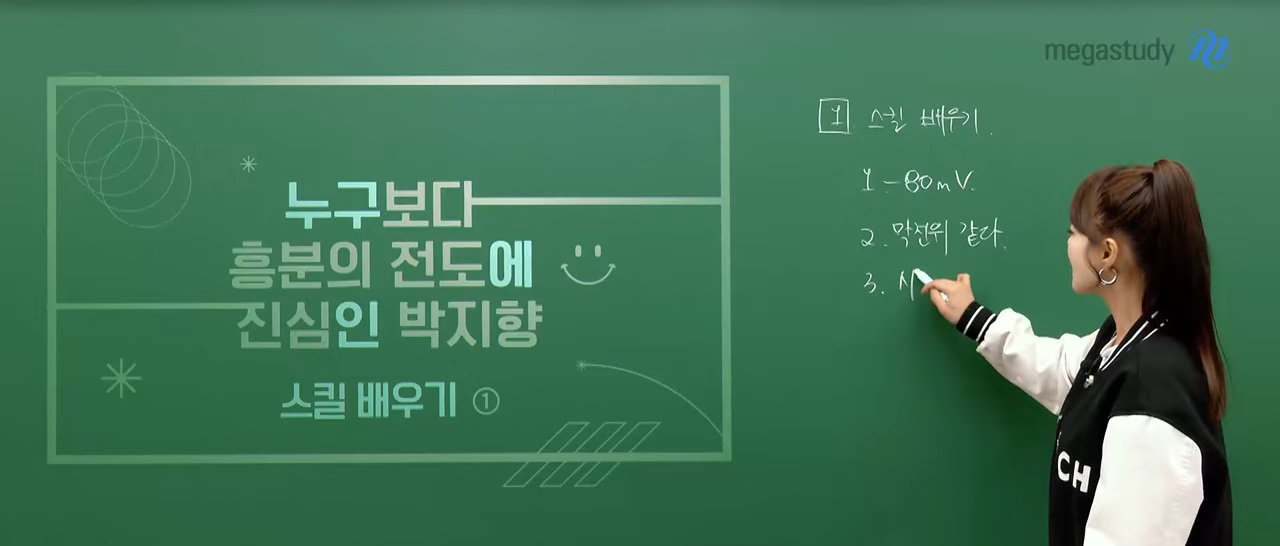 megastudy
누구보다
흥분의 전도에
진심인 박지향
스킬 배우기 ①
1 스킬 배우기.
1. -80mV.
2. 막전위 같다.
3. 시
CH